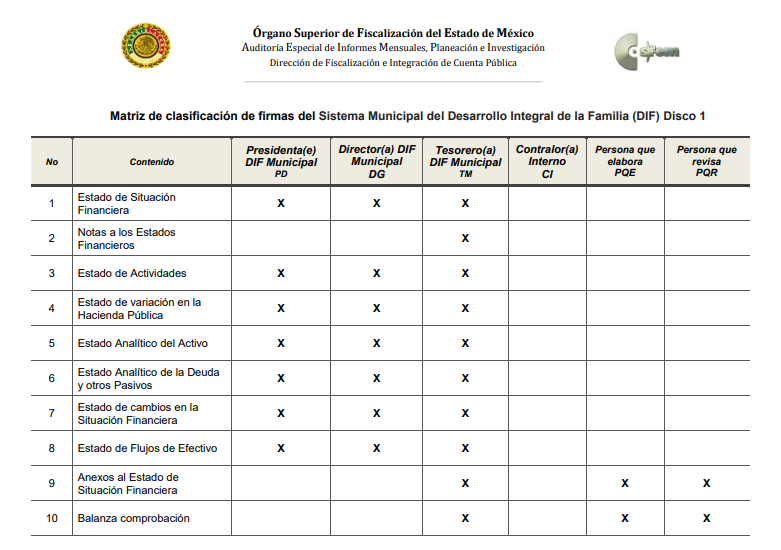 Órgano Superior de Fiscalización del Estado de México
Auditoría Especial de Informes Mensuales, Planeación e Investigación
Dirección de Fiscalización e Integración de Cuenta Pública
osfem
Matriz de clasificación de firmas del Sistema Municipal del Desarrollo Integral de la Familia (DIF) Disco 1
No Contenido Presidenta(e) DIF Municipal PD Director(a) DIF Municipal DG Tesorero(a) DIF Municipal TM Contralor(a) Interno CI Persona que elabora PQE Persona que revisa PQR
1 Estado de Situación Financiera X X X
2 Notas a los Estados Financieros X
3 Estado de Actividades X X X
4 Estado de variación en la Hacienda Pública X X X
5 Estado Analítico del Activo X X X
6 Estado Analítico de la Deuda y otros Pasivos X X X
7 Estado de cambios en la Situación Financiera X X X
8 Estado de Flujos de Efectivo X X X
9 Anexos al Estado de Situación Financiera X X X
10 Balanza comprobación X X X